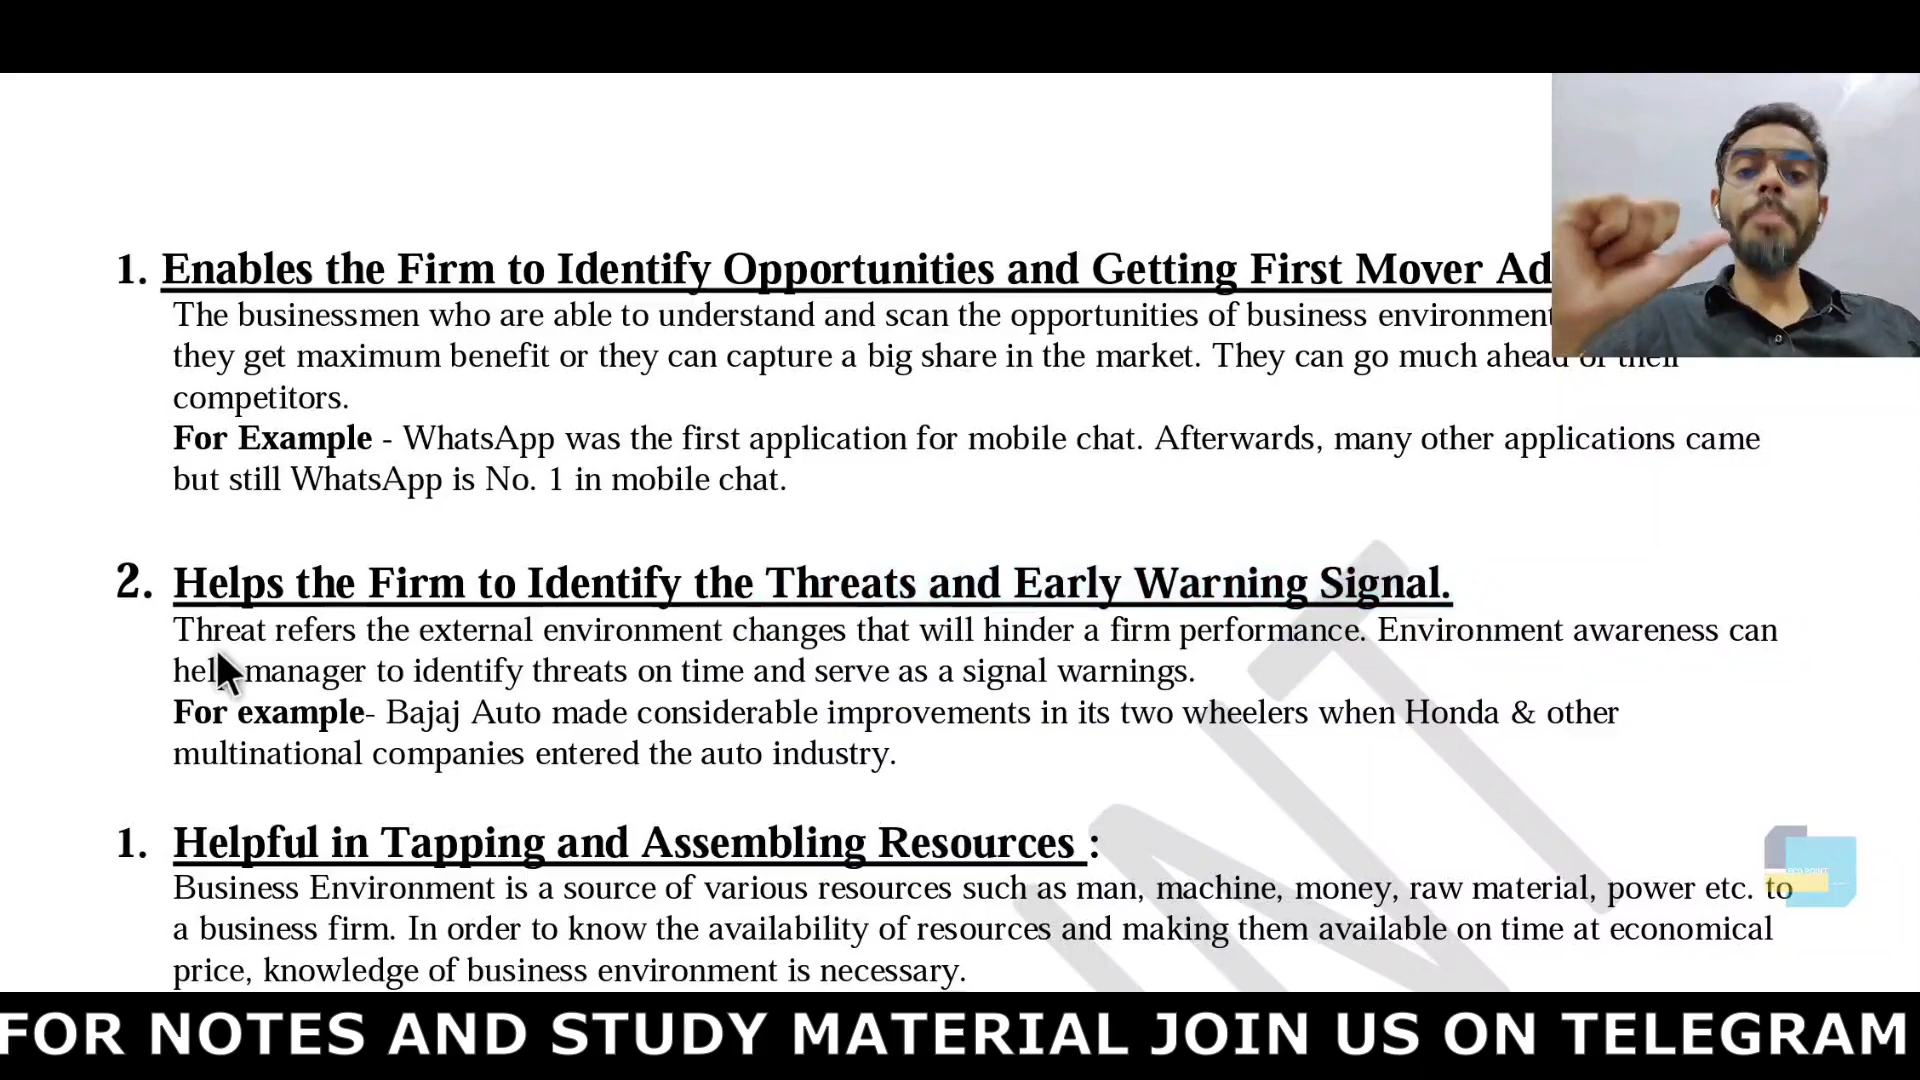 1. Enables the Firm to Identify Opportunities and Getting First Mover Ad
The businessmen who are able to understand and scan the opportunities of business environment
they get maximum benefit or they can capture a big share in the market. They can go much ahead of their
competitors.
For Example - WhatsApp was the first application for mobile chat. Afterwards, many other applications came
but still WhatsApp is No. 1 in mobile chat.
2. Helps the Firm to Identify the Threats and Early Warning Signal.
Threat refers the external environment changes that will hinder a firm performance. Environment awareness can
help manager to identify threats on time and serve as a signal warnings.
For example- Bajaj Auto made considerable improvements in its two wheelers when Honda & other
multinational companies entered the auto industry.
1. Helpful in Tapping and Assembling Resources :
Business Environment is a source of various resources such as man, machine, money, raw material, power etc. to
a business firm. In order to know the availability of resources and making them available on time at economical
price, knowledge of business environment is necessary.
FOR NOTES AND STUDY MATERIAL JOIN US ON TELEGRAM